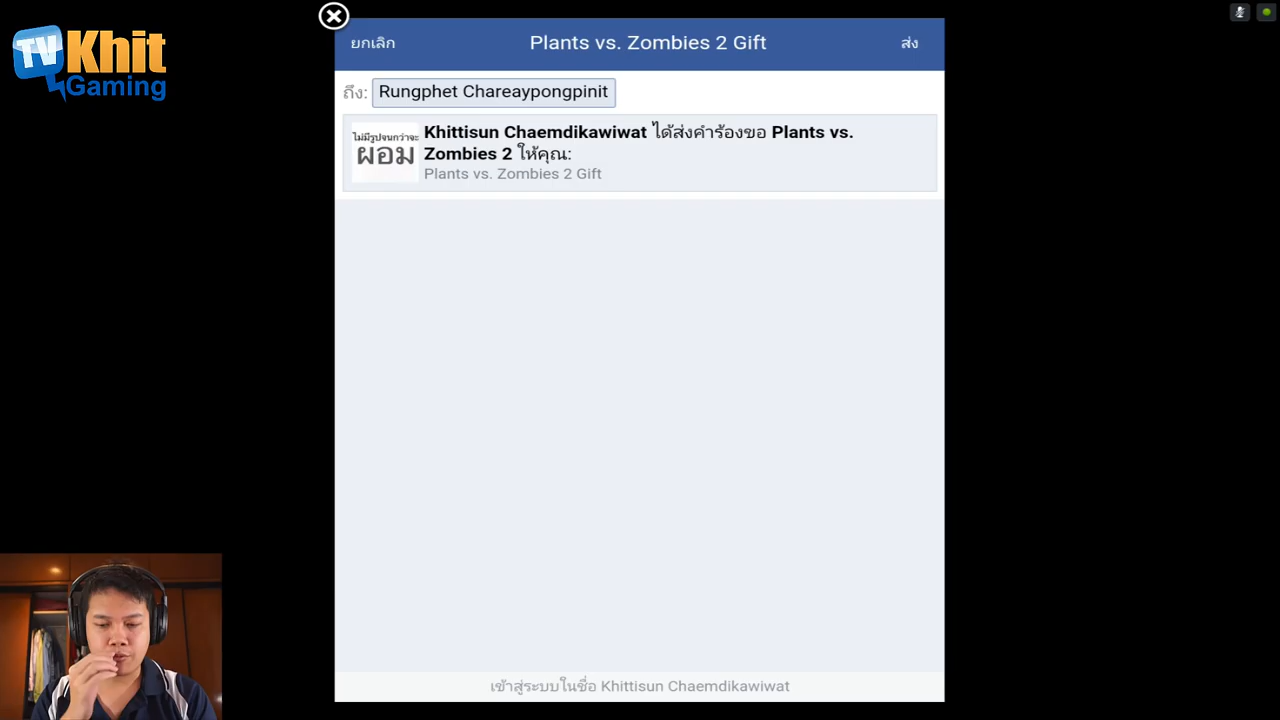 TV Khit
Gaming
ยกเลิก Plants vs. Zombies 2 Gift ส่ง
ถึง: Rungphet Chareaypongpinit
ไม่มีรูปจนกว่าจะ
ผอม
Khittisun Chaemdikawiwat ได้ส่งคำร้องขอ Plants vs.
Zombies 2 ให้คุณ:
Plants vs. Zombies 2 Gift
เข้าสู่ระบบในชื่อ Khittisun Chaemdikawiwat